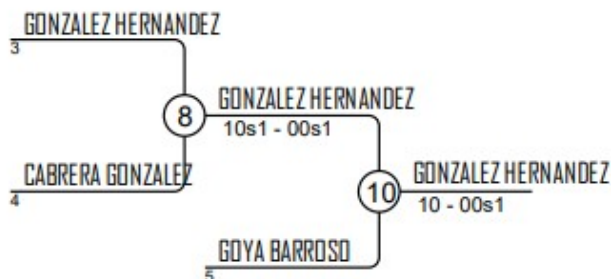 GONZALEZ HERNANDEZ
3
8
GONZALEZ HERNANDEZ
10s1 - 00s1
CABRERA GONZALEZ
4
10
GONZALEZ HERNANDEZ
10 - 00s1
GOYA BARROSO
5